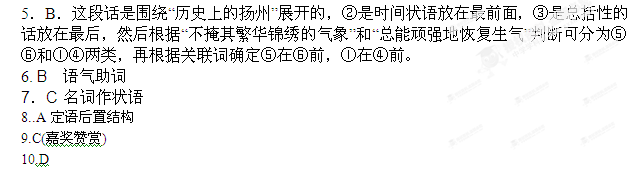 5．B．这段话是围绕“历史上的扬州”展开的，②是时间状语放在最前面，③是总括性的
话放在最后，然后根据“不掩其繁华锦绣的气象”和“总能顽强地恢复生气”判断可分为⑤
⑥和①④两类，再根据关联词确定⑤在⑥前，①在④前。
6. B　语气助词
7．C 名词作状语
8..A 定语后置结构
9.C(嘉奖赞赏)
10.D